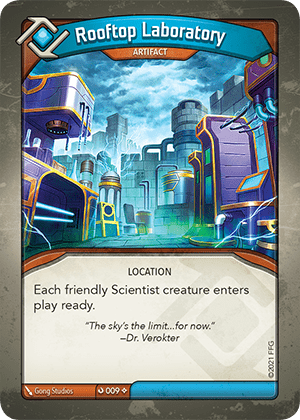 Rooftop Laboratory
ARTIFACT
LOCATION
Each friendly Scientist creature enters
play ready.
"The sky's the limit...for now."
–Dr. Verokter
Gong Studios
009
©2021 FFG